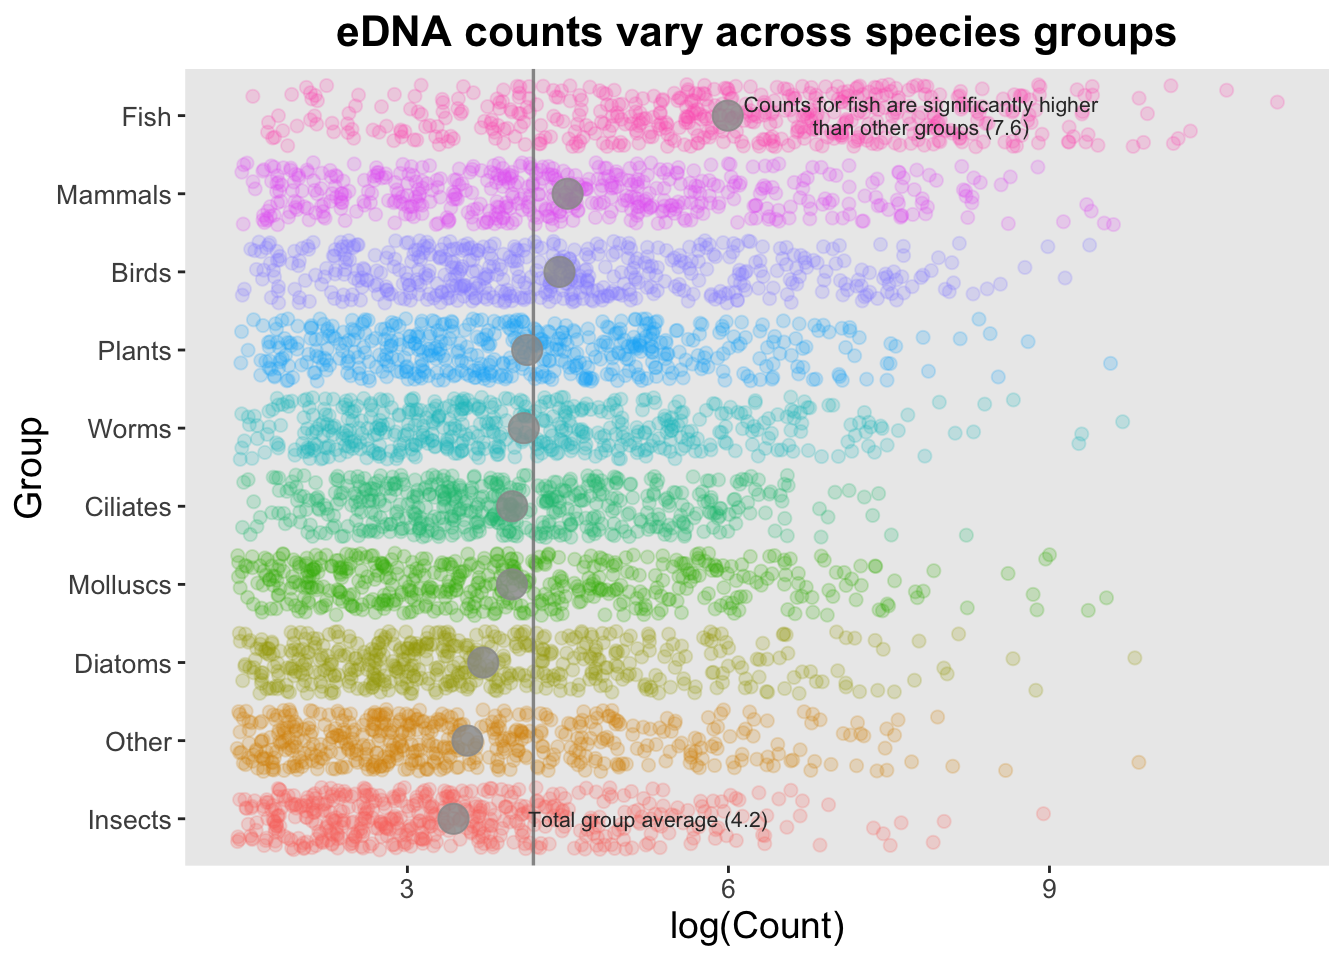 eDNA counts vary across species groups
Group
Fish
Counts for fish are significantly higher
than other groups (7.6)
Mammals
Birds
Plants
Worms
Ciliates
Molluscs
Diatoms
Other
Insects
Total group average (4.2)
3 6 9
log(Count)